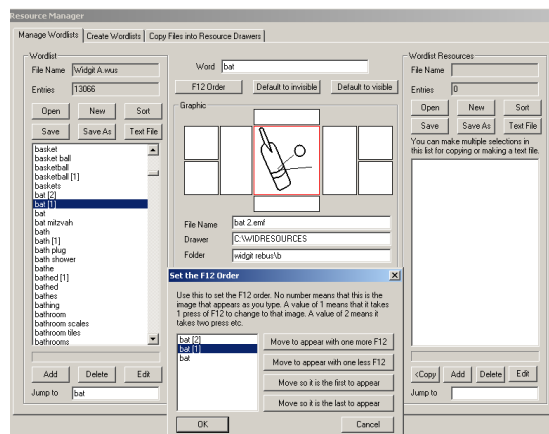 Resource Manager
Manage Wordlists
Create Wordlists
Copy Files into Resource Drawers
Wordlist
File Name Widgit A.wus
Entries 13066
Open New Sort
Save Save As Text File
basket
basket ball
basketball
basketball [1]
baskets
bat [2]
bat [1]
bat
bat mitzvah
bath
bath [1]
bath plug
bath shower
bathe
bathed [1]
bathed
bathes
bathing
bathroom
bathroom scales
bathroom tiles
bathrooms
Add Delete Edit
Jump to bat
Word bat
F12 Order Default to invisible Default to visible
Graphic
File Name bat 2.emf
Drawer C:\WIDRESOURCES
Folder widgit rebus\b
Set the F12 Order
Use this to set the F12 order. No number means that this is the
image that appears as you type. A value of 1 means that it takes
1 press of F12 to change to that image. A value of 2 means it
takes two press etc.
bat [2]
bat [1]
bat
Move to appear with one more F12
Move to appear with one less F12
Move so it is the first to appear
Move so it is the last to appear
OK Cancel
Wordlist Resources
File Name
Entries 0
Open New Sort
Save Save As Text File
You can make multiple selections in
this list for copying or making a text file.
<Copy Add Delete Edit
Jump to